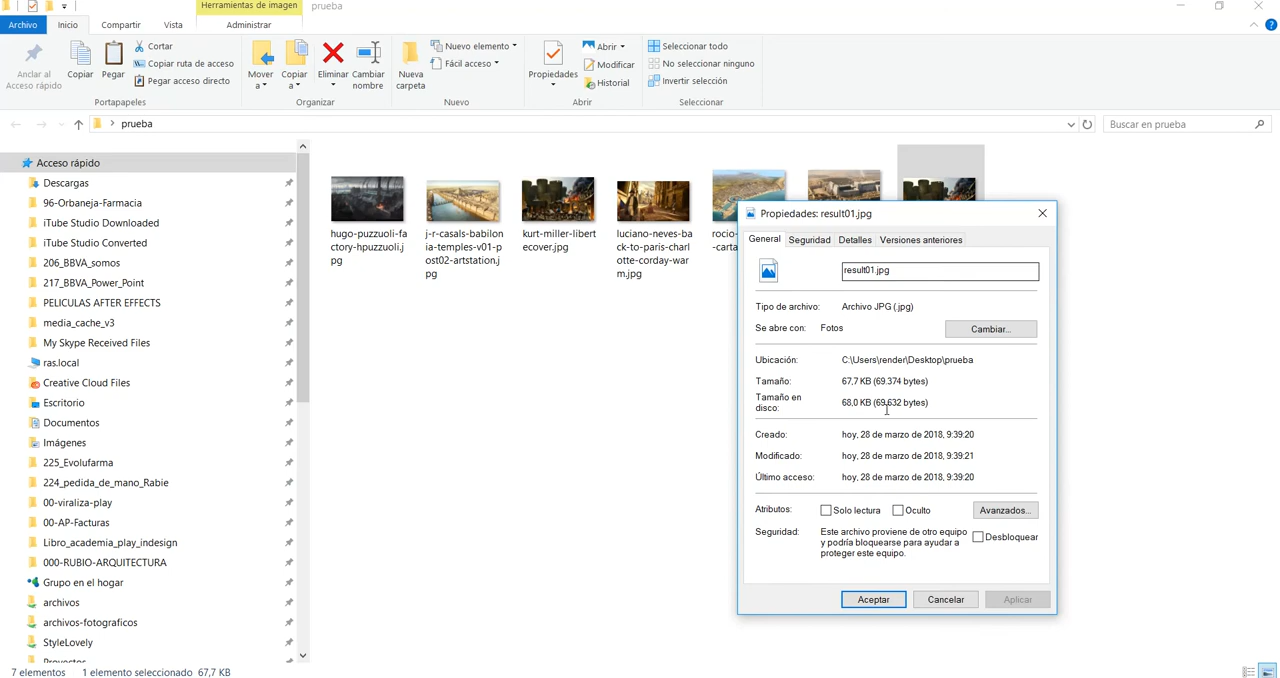 Herramientas de imagen
prueba
Archivo
Inicio
Compartir
Vista
Administrar
Anclar al
Acceso rápido
Copiar
Pegar
Cortar
Copiar ruta de acceso
Pegar acceso directo
Portapapeles
Mover
a
Copiar
a
Eliminar
Cambiar
nombre
Organizar
Nueva
carpeta
Nuevo elemento
Fácil acceso
Nuevo
Propiedades
Abrir
Modificar
Historial
Abrir
Seleccionar todo
No seleccionar ninguno
Invertir selección
Seleccionar
prueba
Buscar en prueba
Acceso rápido
Descargas
96-Orbaneja-Farmacia
iTube Studio Downloaded
iTube Studio Converted
206_BBVA_somos
217_BBVA_Power_Point
PELICULAS AFTER EFFECTS
media_cache_v3
My Skype Received Files
ras.local
Creative Cloud Files
Escritorio
Documentos
Imágenes
225_Evolufarma
224_pedida_de_mano_Rabie
00-viraliza-play
00-AP-Facturas
Libro_academia_play_indesign
000-RUBIO-ARQUITECTURA
Grupo en el hogar
archivos
archivos-fotograficos
StyleLovely
Proyectos
hugo-puzzuoli-fa
ctory-hpuzzuoli.j
pg
j-r-casals-babilo
nia-temples-v01-p
ost02-artstation.j
pg
kurt-miller-libert
ecover.jpg
luciano-neves-ba
ck-to-paris-charl
otte-corday-war
m.jpg
rocio-
-carta
Propiedades: result01.jpg
General
Seguridad
Detalles
Versiones anteriores
result01.jpg
Tipo de archivo: Archivo JPG (.jpg)
Se abre con: Fotos
Cambiar...
Ubicación: C:\Users\render\Desktop\prueba
Tamaño: 67,7 KB (69.374 bytes)
Tamaño en
disco: 68,0 KB (69.632 bytes)
Creado: hoy, 28 de marzo de 2018, 9:39:20
Modificado: hoy, 28 de marzo de 2018, 9:39:21
Último acceso: hoy, 28 de marzo de 2018, 9:39:20
Atributos: Solo lectura Oculto Avanzados...
Seguridad: Este archivo proviene de otro equipo
y podría bloquearse para ayudar a
proteger este equipo.
Desbloquear
Aceptar
Cancelar
Aplicar
7 elementos
1 elemento seleccionado 67,7 KB